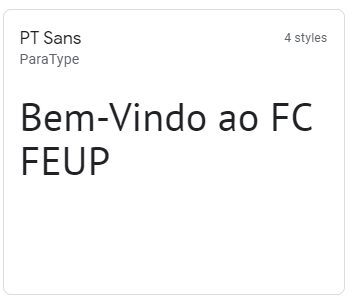 PT Sans
4 styles
ParaType
Bem-Vindo ao FC
FEUP